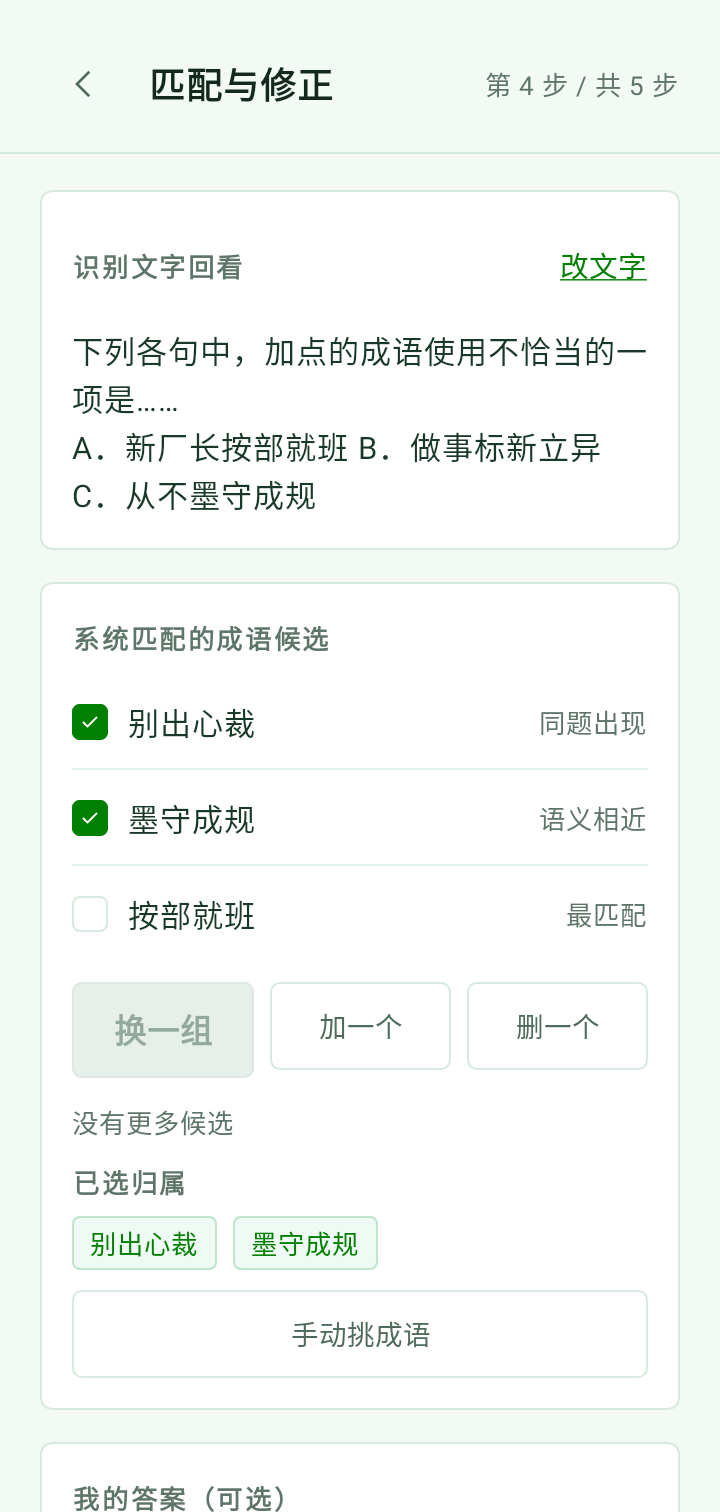 匹配与修正
第 4 步 / 共 5 步
识别文字回看
改文字
下列各句中，加点的成语使用不恰当的一
项是……
A．新厂长按部就班 B．做事标新立异
C．从不墨守成规
系统匹配的成语候选
别出心裁
同题出现
墨守成规
语义相近
按部就班
最匹配
换一组
加一个
删一个
没有更多候选
已选归属
别出心裁
墨守成规
手动挑成语
我的答案（可选）